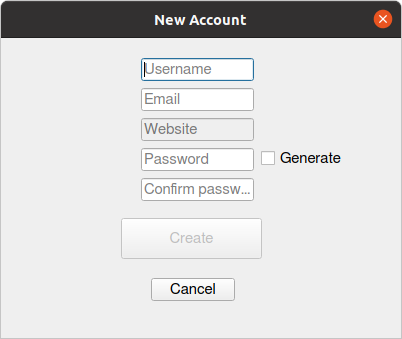 New Account
Username
Email
Website
Password
Generate
Confirm passw...
Create
Cancel